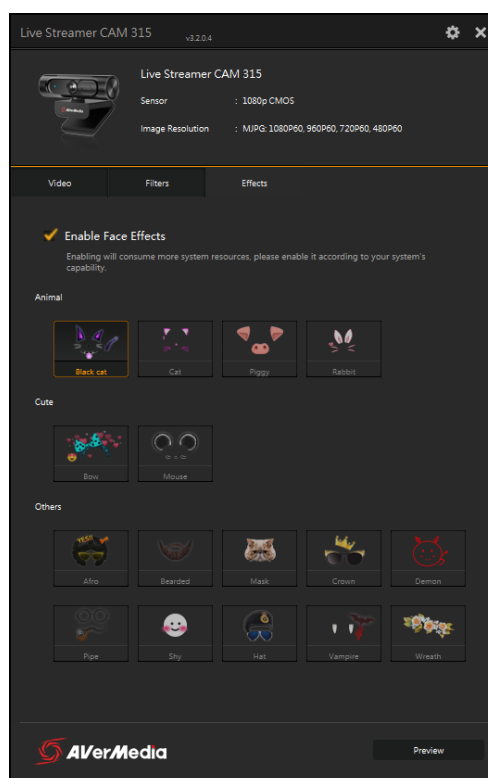 Live Streamer CAM 315 v3.2.0.4
Live Streamer CAM 315
Sensor : 1080p CMOS
Image Resolution : MJPG: 1080P60, 960P60, 720P60, 480P60
AVerMedia
Video Filters Effects
Enable Face Effects
Enabling will consume more system resources, please enable it according to your system's
capability.
Animal
Black cat Cat Piggy Rabbit
Cute
Bow Mouse
Others
YES!!
Afro Bearded Mask Crown Demon
Pipe Shy Hat Vampire Wreath
AVerMedia
Preview